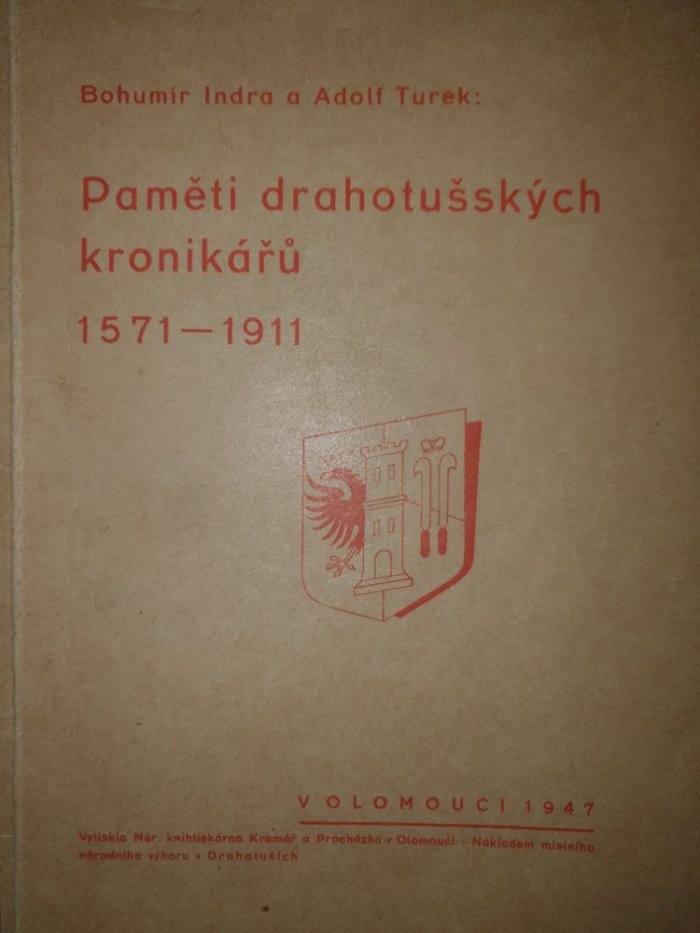 Bohumír Indra a Adolf Turek:
Paměti drahotušských
kronikářů
1571—1911
V OLOMOUCI 1947
Vytiskla Nár. knihtiskárna Kramář a Procházka v Olomouci. - Nákladem místního
národního výboru v Drahotuších